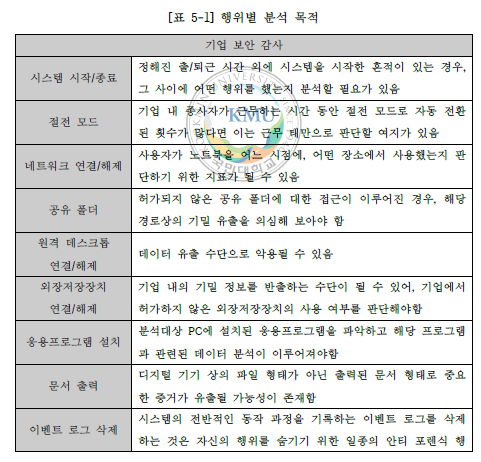 [표 5-1] 행위별 분석 목적
기업 보안 감사
시스템 시작/종료
정해진 출/퇴근 시간 외에 시스템을 시작한 흔적이 있는 경우,
그 사이에 어떤 행위를 했는지 분석할 필요가 있음
절전 모드
기업 내 종사자가 근무하는 시간 동안 절전 모드로 자동 전환
된 횟수가 많다면 이는 근무 태만으로 판단할 여지가 있음
네트워크 연결/해제
사용자가 노트북을 어느 시점에, 어떤 장소에서 사용했는지 판
단하기 위한 지표가 될 수 있음
공유 폴더
허가되지 않은 공유 폴더에 대한 접근이 이루어진 경우, 해당
경로상의 기밀 유출을 의심해 보아야 함
원격 데스크톱
연결/해제
데이터 유출 수단으로 악용될 수 있음
외장저장장치
연결/해제
기업 내의 기밀 정보를 반출하는 수단이 될 수 있어, 기업에서
허가하지 않은 외장저장장치의 사용 여부를 판단해야함
응용프로그램 설치
분석대상 PC에 설치된 응용프로그램을 파악하고 해당 프로그램
과 관련된 데이터 분석이 이루어져야함
문서 출력
디지털 기기 상의 파일 형태가 아닌 출력된 문서 형태로 중요
한 증거가 유출될 가능성이 존재함
이벤트 로그 삭제
시스템의 전반적인 동작 과정을 기록하는 이벤트 로그를 삭제
하는 것은 자신의 행위를 숨기기 위한 일종의 안티 포렌식 행
KMU
국민대학교